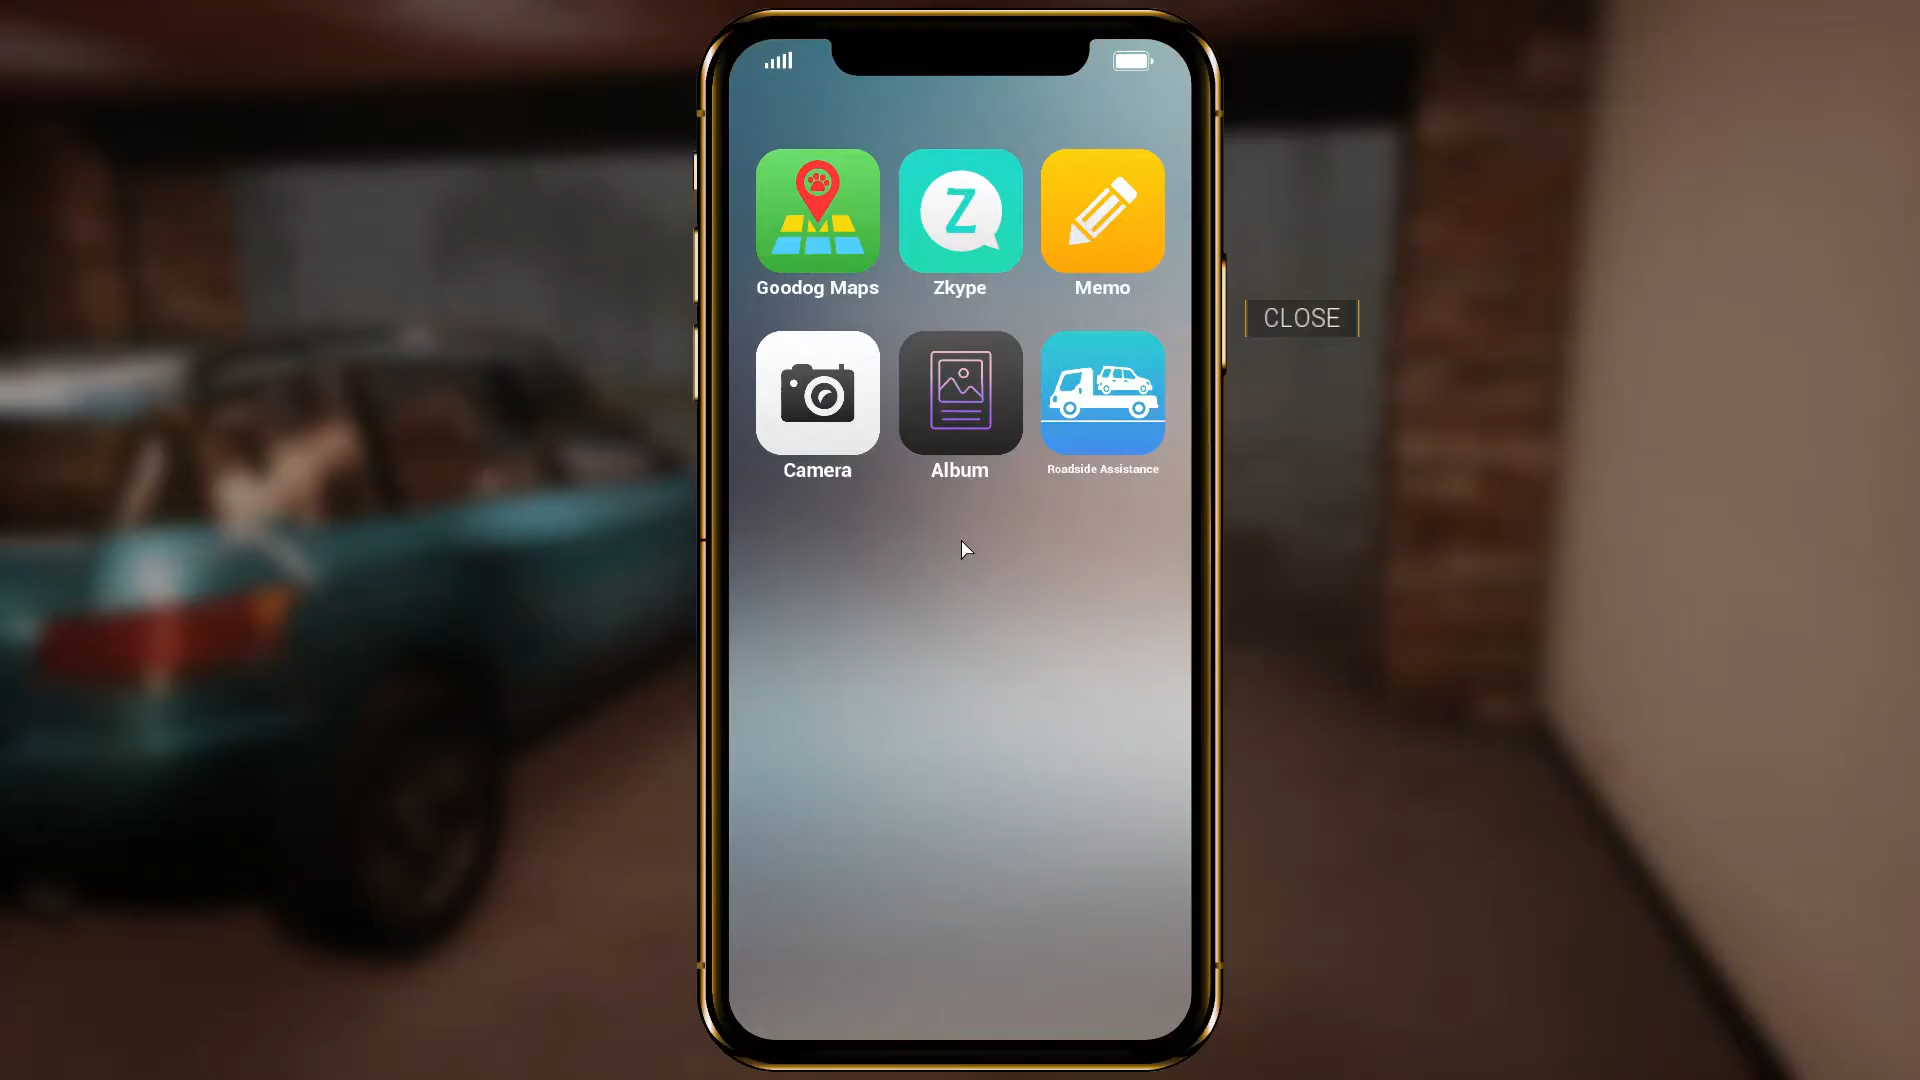 Goodog Maps
Z
Zkype
Memo
CLOSE
Camera
Album
Roadside Assistance